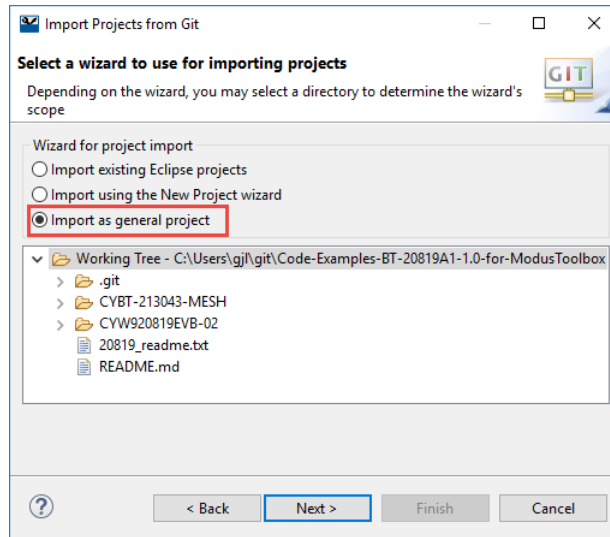 Import Projects from Git
Select a wizard to use for importing projects
Depending on the wizard, you may select a directory to determine the wizard's
scope
GIT
Wizard for project import
Import existing Eclipse projects
Import using the New Project wizard
Import as general project
Working Tree - C:\Users\gjl\git\Code-Examples-BT-20819A1-1.0-for-ModusToolbox
.git
CYBT-213043-MESH
CYW920819EVB-02
20819_readme.txt
README.md
? < Back Next > Finish Cancel